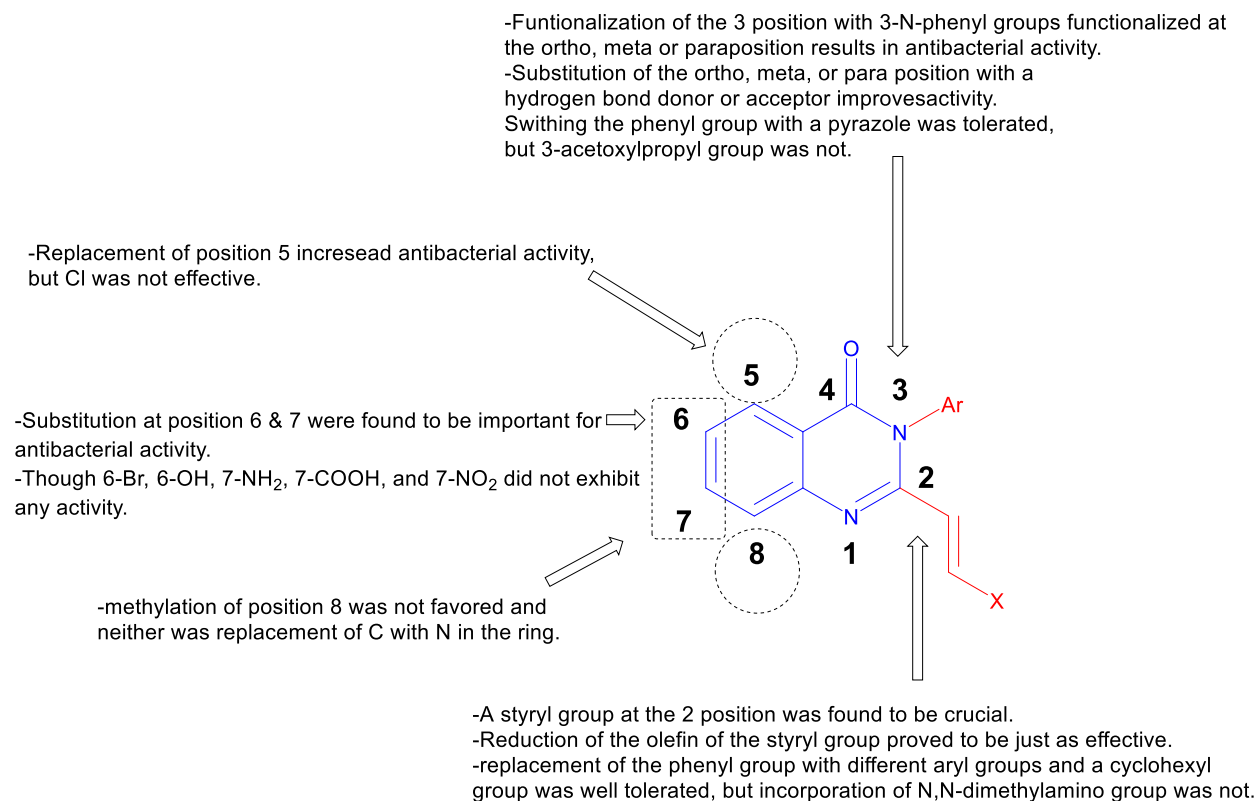 -Funtionalization of the 3 position with 3-N-phenyl groups functionalized at
the ortho, meta or paraposition results in antibacterial activity.
-Substitution of the ortho, meta, or para position with a
hydrogen bond donor or acceptor improvesactivity.
Swithing the phenyl group with a pyrazole was tolerated,
but 3-acetoxylpropyl group was not.
-Replacement of position 5 incresead antibacterial activity,
but Cl was not effective.
O
5
4
3
Ar
-Substitution at position 6 & 7 were found to be important for
antibacterial activity.
-Though 6-Br, 6-OH, 7-NH₂, 7-COOH, and 7-NO₂ did not exhibit
any activity.
6
N
2
7
N
8
1
X
-methylation of position 8 was not favored and
neither was replacement of C with N in the ring.
-A styryl group at the 2 position was found to be crucial.
-Reduction of the olefin of the styryl group proved to be just as effective.
-replacement of the phenyl group with different aryl groups and a cyclohexyl
group was well tolerated, but incorporation of N,N-dimethylamino group was not.